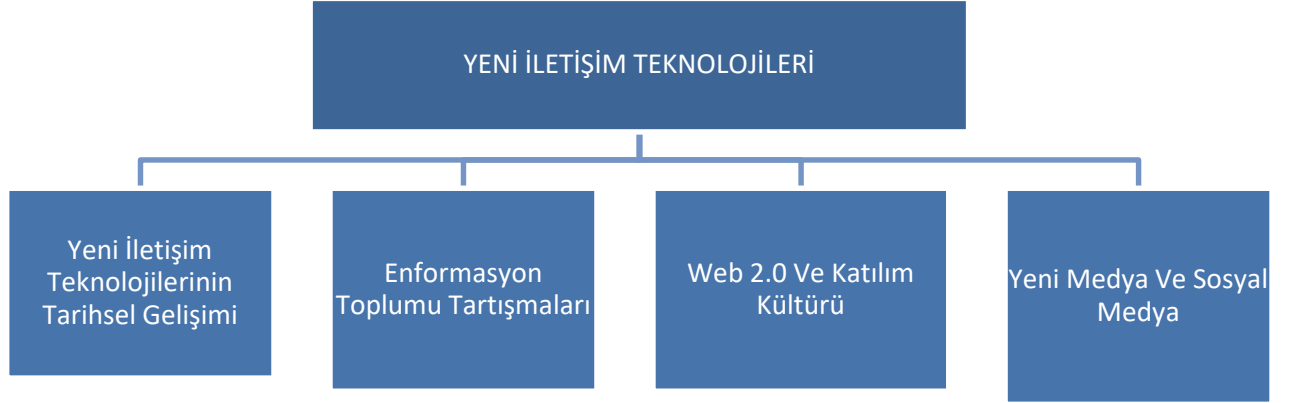 YENİ İLETİŞİM TEKNOLOJİLERİ
Yeni İletişim
Teknolojilerinin
Tarihsel Gelişimi
Enformasyon
Toplumu Tartışmaları
Web 2.0 Ve Katılım
Kültürü
Yeni Medya Ve Sosyal
Medya